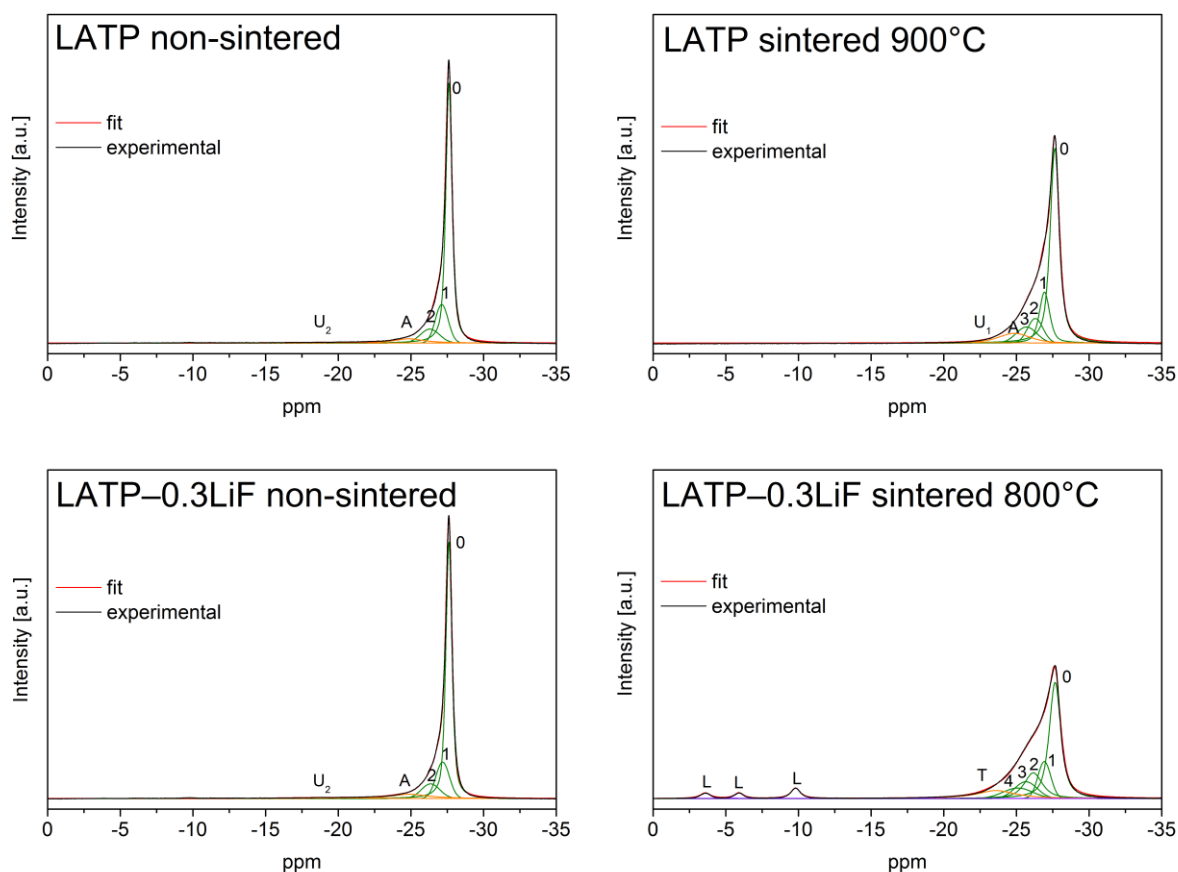 LATP non-sintered
fit
experimental
0
1
2
A
U₂
Intensity [a.u.]
0 -5 -10 -15 -20 -25 -30 -35
ppm
LATP sintered 900°C
fit
experimental
0
1
2
3
A
U₁
Intensity [a.u.]
0 -5 -10 -15 -20 -25 -30 -35
ppm
LATP–0.3LiF non-sintered
fit
experimental
0
1
2
A
U₂
Intensity [a.u.]
0 -5 -10 -15 -20 -25 -30 -35
ppm
LATP–0.3LiF sintered 800°C
fit
experimental
0
1
2
3
4
T
L L L
Intensity [a.u.]
0 -5 -10 -15 -20 -25 -30 -35
ppm